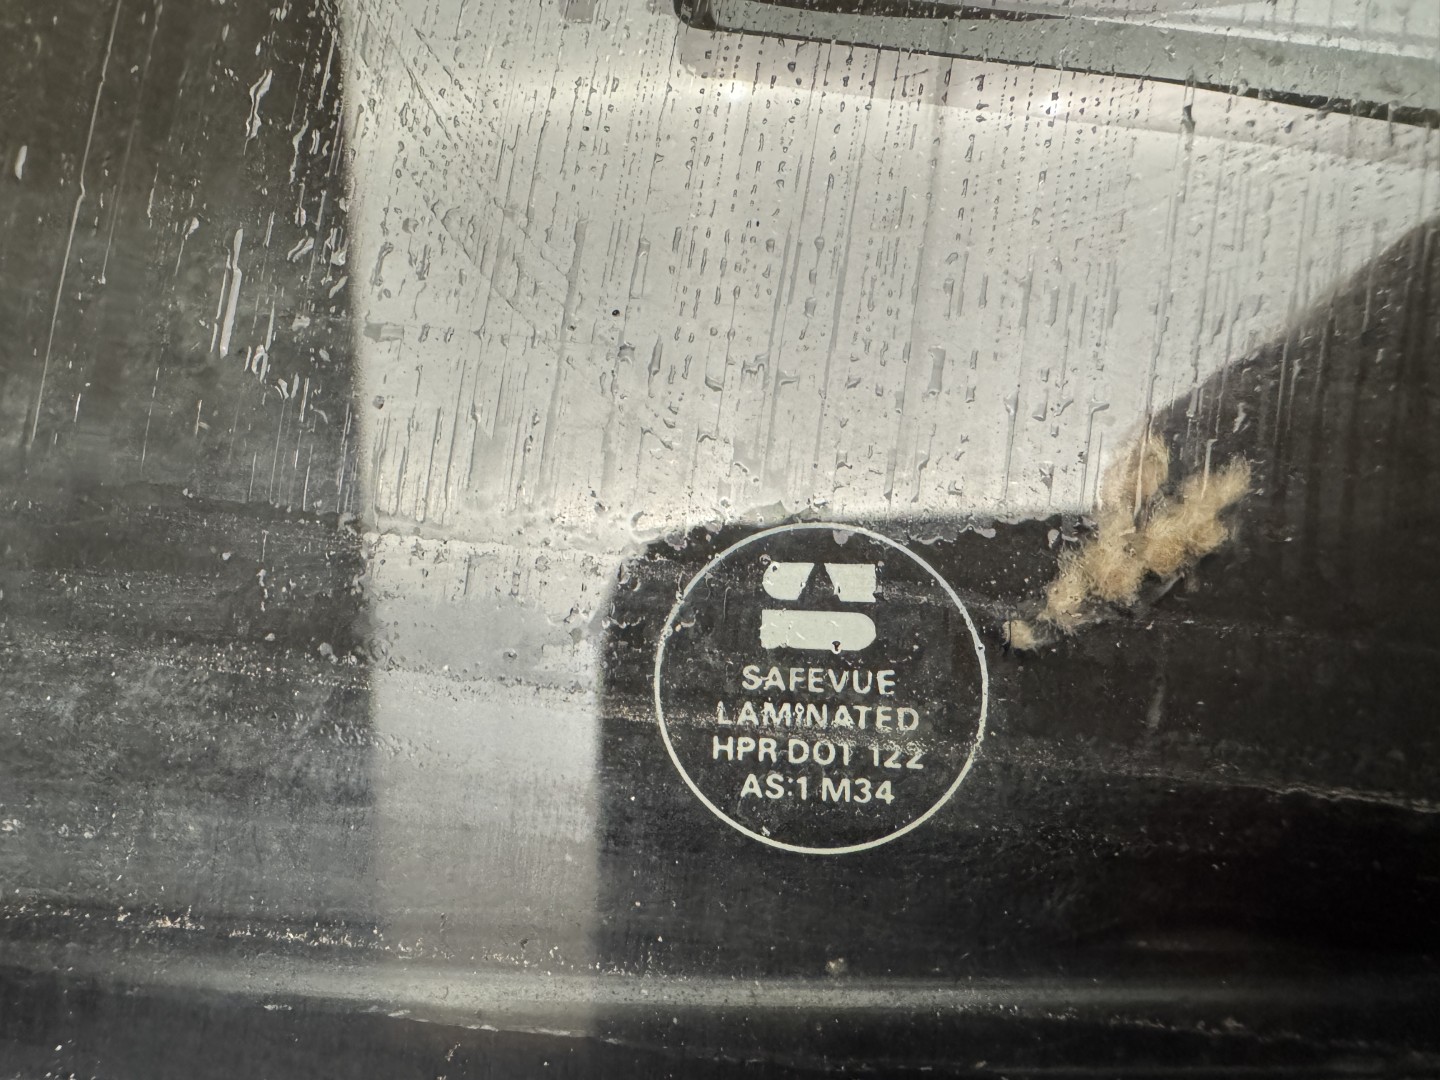 SAFEVUE
LAMINATED
HPR DOT 122
AS:1 M34